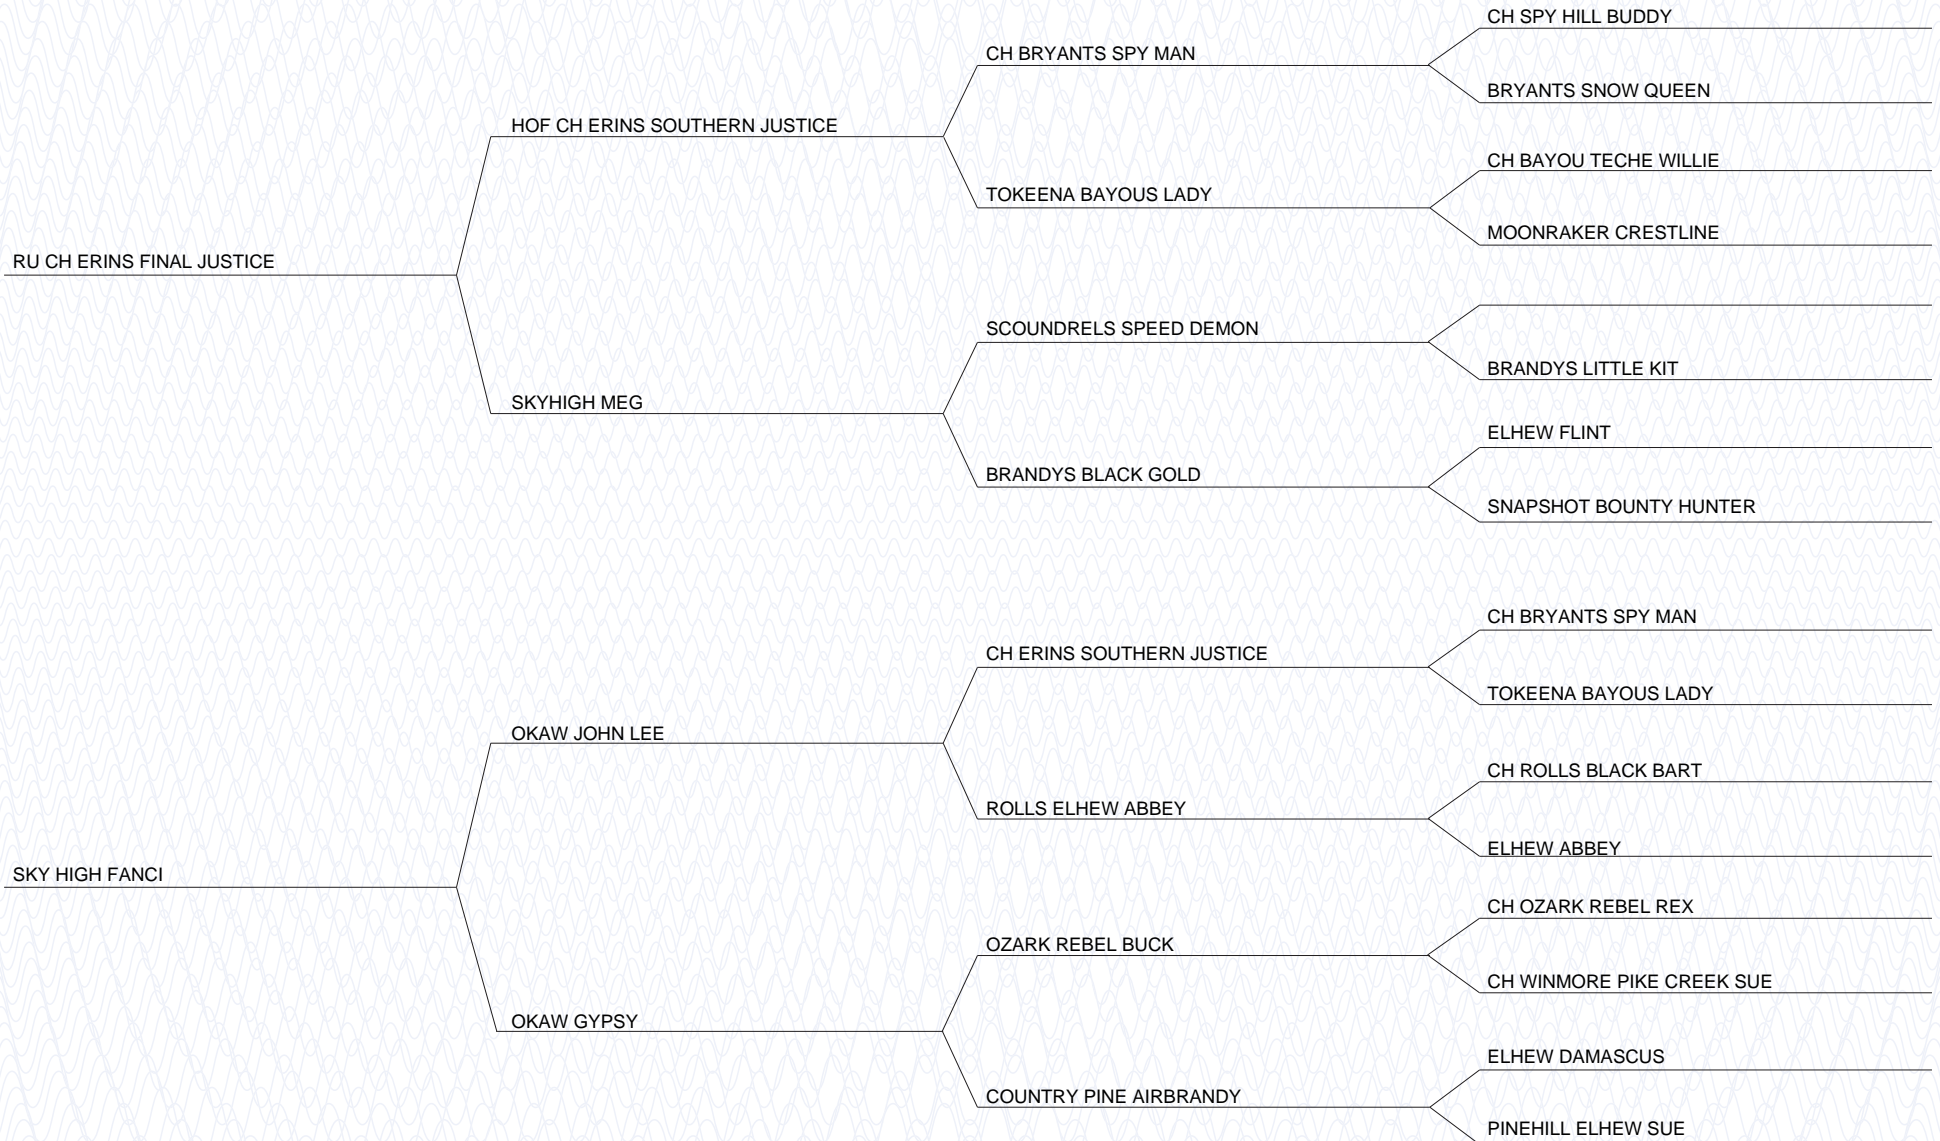 CH SPY HILL BUDDY
CH BRYANTS SPY MAN
BRYANTS SNOW QUEEN
HOF CH ERINS SOUTHERN JUSTICE
CH BAYOU TECHE WILLIE
TOKEENA BAYOUS LADY
MOONRAKER CRESTLINE
RU CH ERINS FINAL JUSTICE
SCOUNDRELS SPEED DEMON
BRANDYS LITTLE KIT
SKYHIGH MEG
ELHEW FLINT
BRANDYS BLACK GOLD
SNAPSHOT BOUNTY HUNTER
CH BRYANTS SPY MAN
CH ERINS SOUTHERN JUSTICE
TOKEENA BAYOUS LADY
OKAW JOHN LEE
CH ROLLS BLACK BART
ROLLS ELHEW ABBEY
ELHEW ABBEY
SKY HIGH FANCI
CH OZARK REBEL REX
OZARK REBEL BUCK
CH WINMORE PIKE CREEK SUE
OKAW GYPSY
ELHEW DAMASCUS
COUNTRY PINE AIRBRANDY
PINEHILL ELHEW SUE